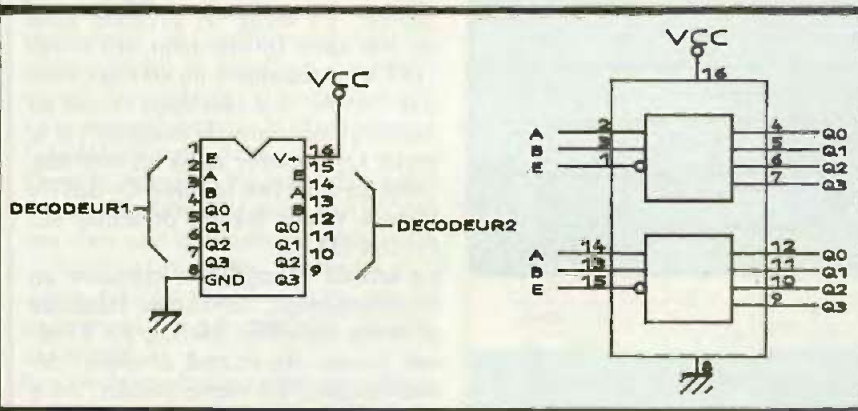 VCC
1 E V+ 16
2 A E 15
3 B A 14
4 Q0 B 13
5 Q1 Q0 12
6 Q2 Q1 11
7 Q3 Q2 10
8 GND Q3 9
DECODEUR1
DECODEUR2
VCC
16
A 2 4 Q0
B 3 5 Q1
E 1 6 Q2
7 Q3
A 14 12 Q0
B 13 11 Q1
E 15 10 Q2
9 Q3
8